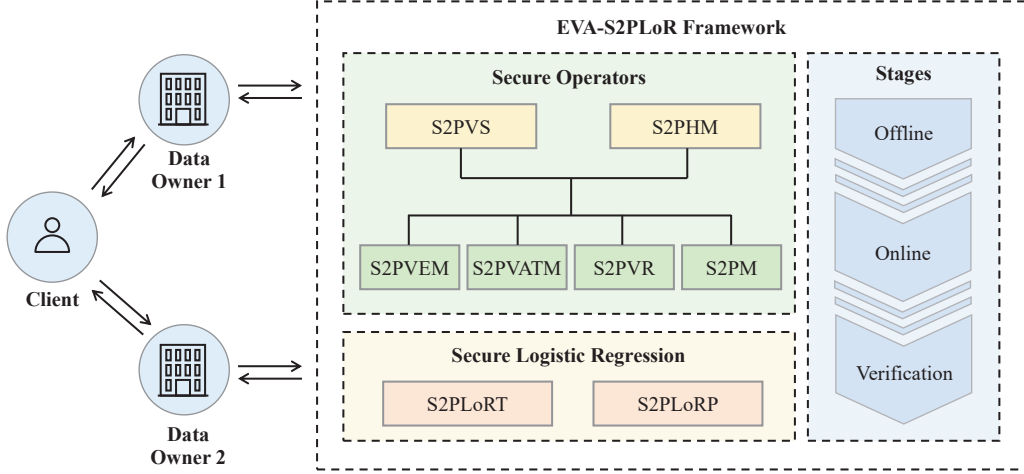 EVA-S2PLoR Framework
Secure Operators
S2PVS
S2PHM
S2PVEM
S2PVATM
S2PVR
S2PM
Secure Logistic Regression
S2PLoRT
S2PLoRP
Stages
Offline
Online
Verification
Data
Owner 1
Client
Data
Owner 2